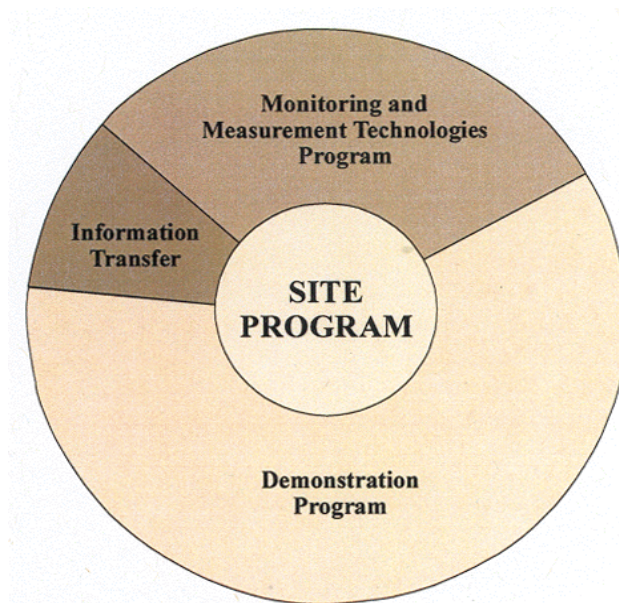 Monitoring and
Measurement Technologies
Program
Information
Transfer
SITE
PROGRAM
Demonstration
Program